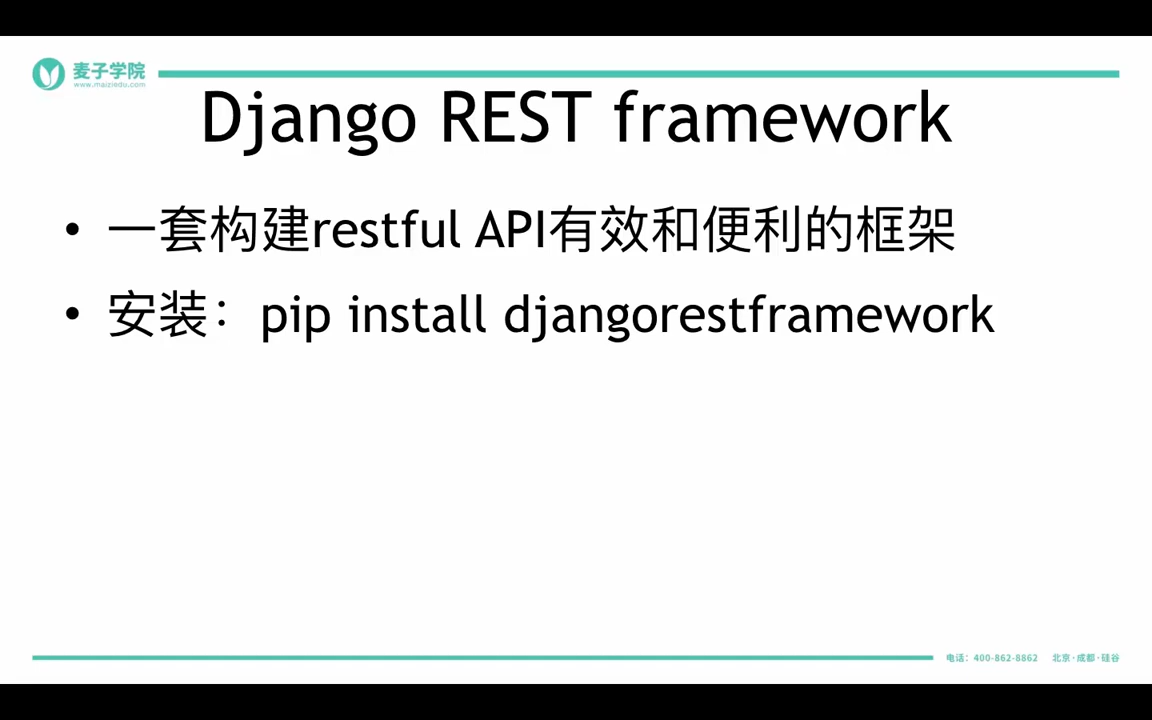 麦子学院
www.maiziedu.com
Django REST framework
• 一套构建restful API有效和便利的框架
• 安装：pip install djangorestframework
电话：400-862-8862 北京·成都·硅谷